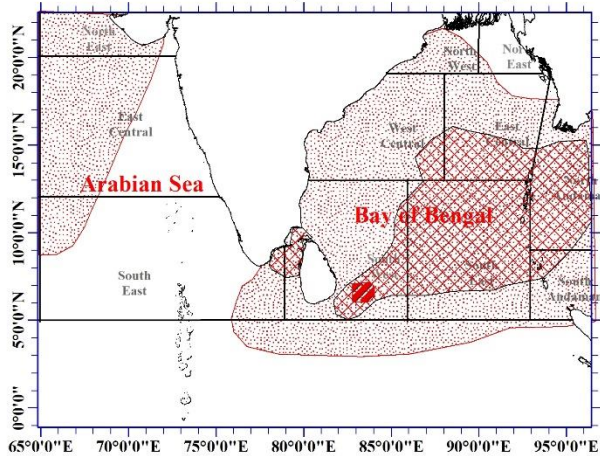 North
East
North
West
North
East
East
Central
West
Central
East
Central
Arabian Sea
Bay of Bengal
North
Andaman
South
East
South
West
South
East
South
Andaman
20°0'0"N
15°0'0"N
10°0'0"N
5°0'0"N
0°0'0"
65°0'0"E 70°0'0"E 75°0'0"E 80°0'0"E 85°0'0"E 90°0'0"E 95°0'0"E